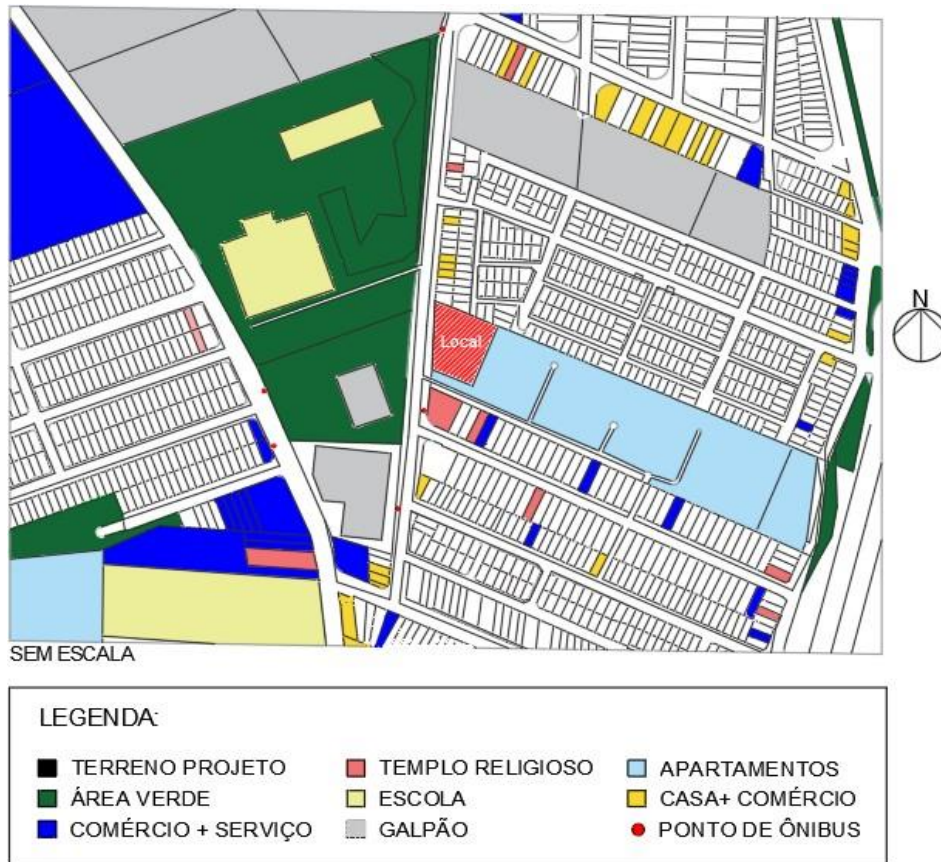 N
Local
SEM ESCALA
LEGENDA:
TERRENO PROJETO
TEMPLO RELIGIOSO
APARTAMENTOS
ÁREA VERDE
ESCOLA
CASA+ COMÉRCIO
COMÉRCIO + SERVIÇO
GALPÃO
PONTO DE ÔNIBUS